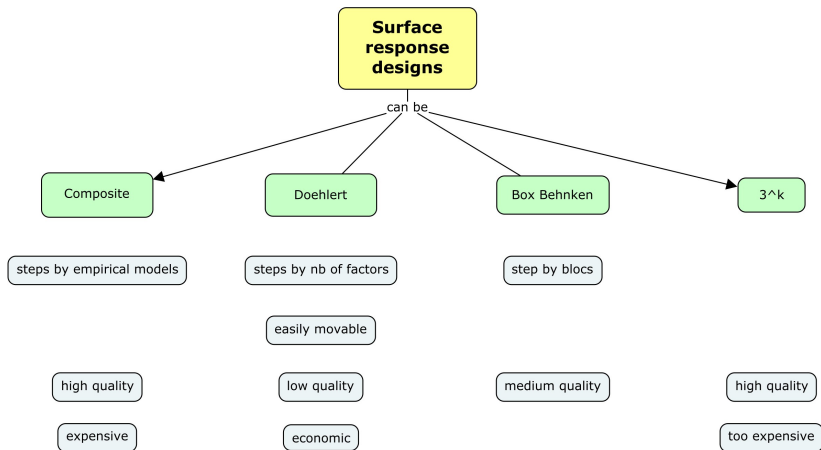 Surface
response
designs
can be
Composite
Doehlert
Box Behnken
3^k
steps by empirical models
steps by nb of factors
step by blocs
easily movable
high quality
low quality
medium quality
high quality
expensive
economic
too expensive